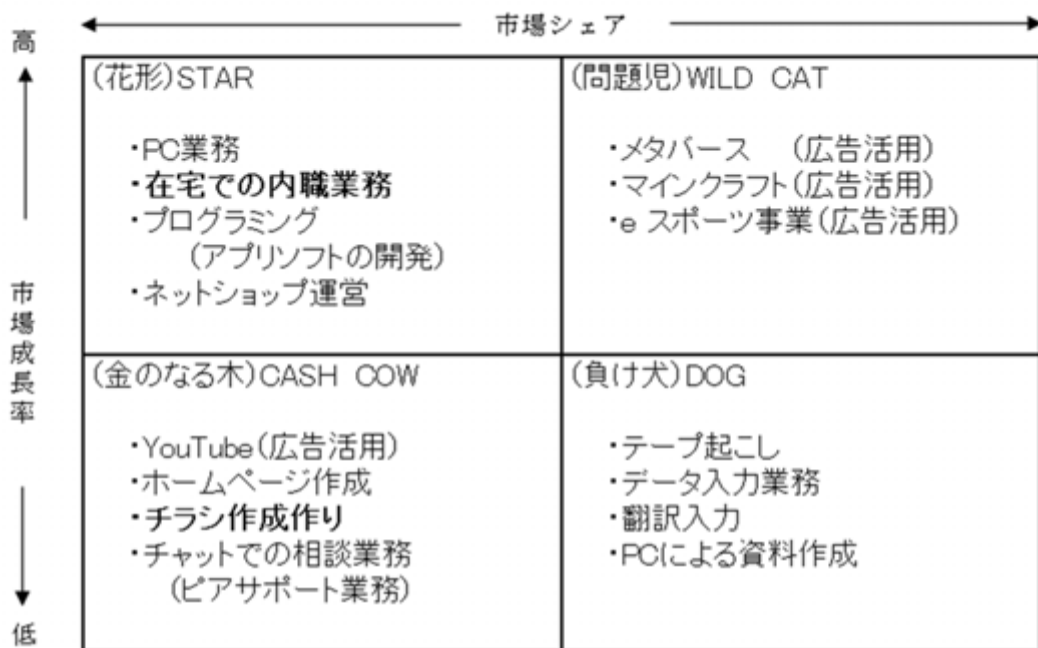 市場シェア
高
市場成長率
低
(花形)STAR
・PC業務
・在宅での内職業務
・プログラミング
(アプリソフトの開発)
・ネットショップ運営
(問題児)WILD CAT
・メタバース (広告活用)
・マインクラフト(広告活用)
・e スポーツ事業(広告活用)
(金のなる木)CASH COW
・YouTube(広告活用)
・ホームページ作成
・チラシ作成作り
・チャットでの相談業務
(ピアサポート業務)
(負け犬)DOG
・テープ起こし
・データ入力業務
・翻訳入力
・PCによる資料作成